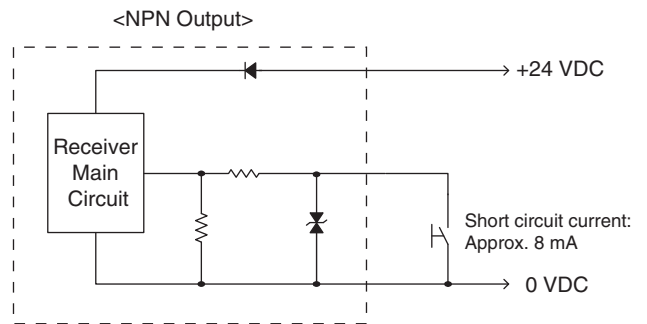 <NPN Output>
+24 VDC
Receiver
Main
Circuit
Short circuit current:
Approx. 8 mA
0 VDC